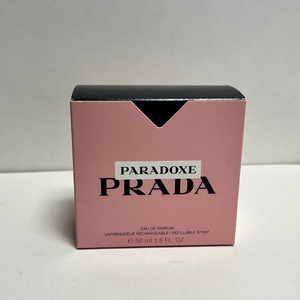 PARADOXE
PRADA
EAU DE PARFUM
VAPORISATEUR RECHARGEABLE / REFILLABLE SPRAY
℮ 50 ml 1.6 FL. OZ.